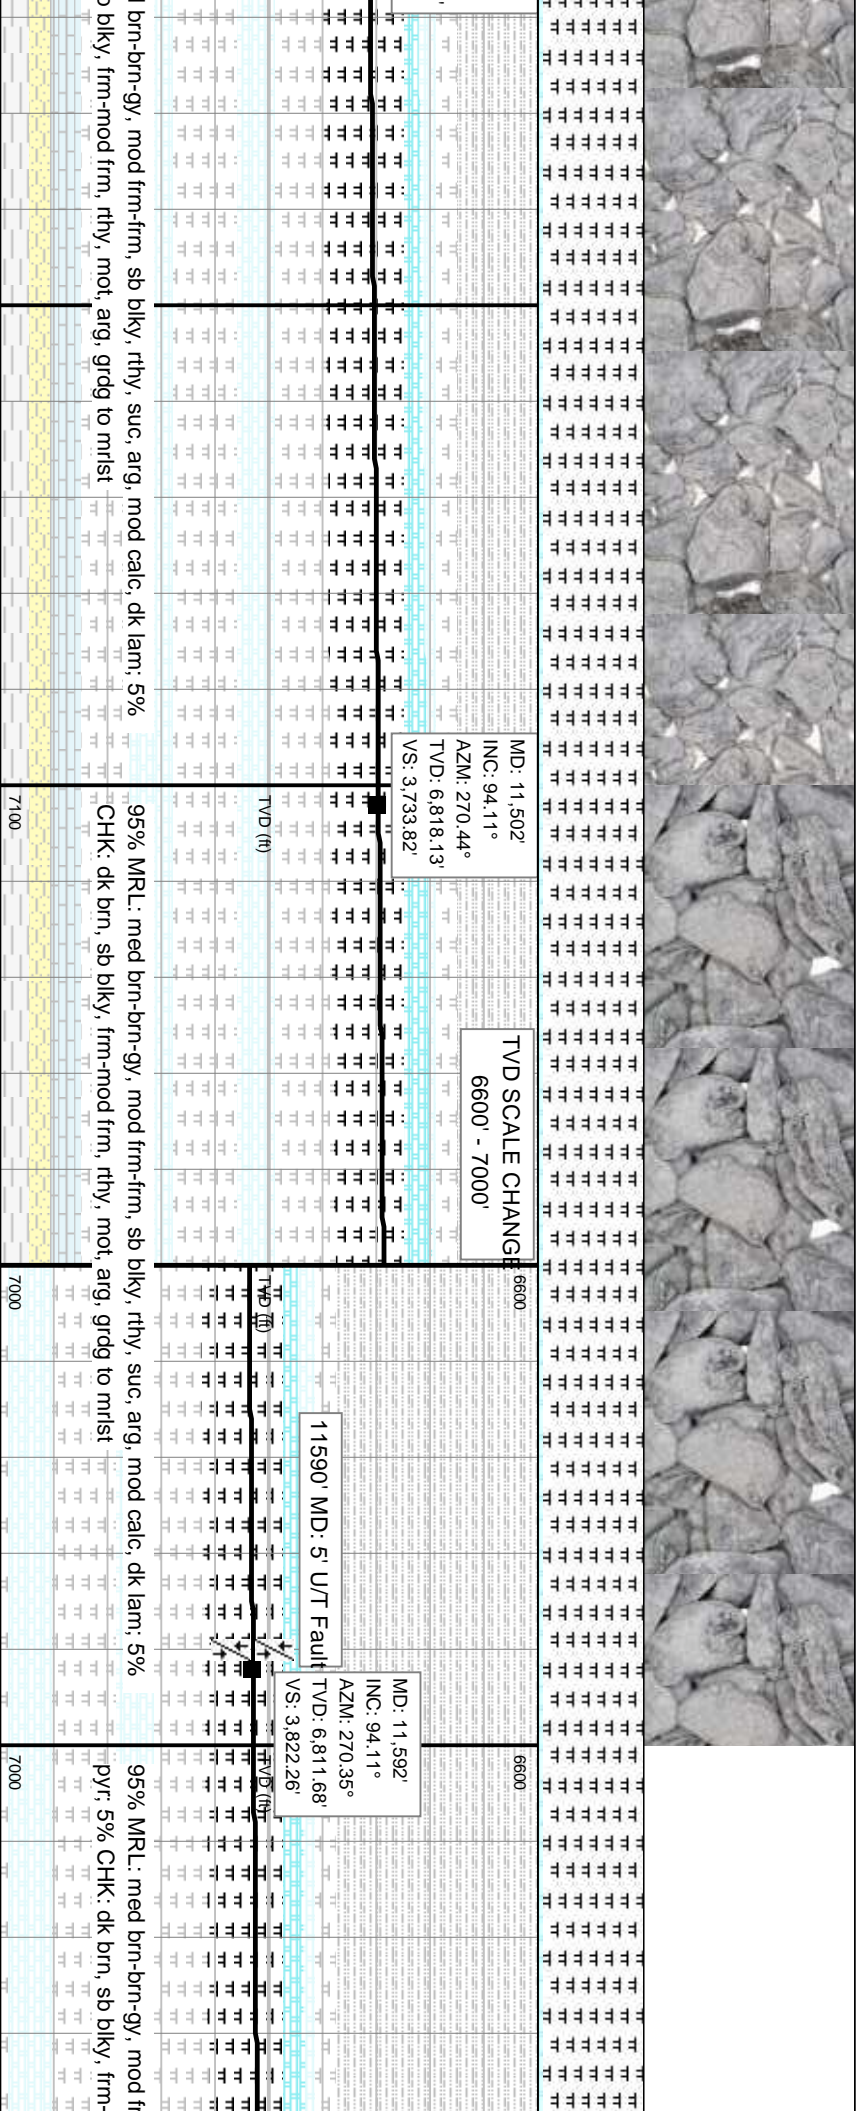 brn-brn-gy, mod frm-frm, sb blky, rthy, suc, arg, mod calc, dk lam; 5%
blky, frm-mod frm, rthy, mot, arg, grdg to mrlst
MD: 11,502'
INC: 94.11°
AZM: 270.44°
TVD: 6,818.13'
VS: 3,733.82'
TVD (ft)
7100
95% MRL: med brn-brn-gy, mod frm-frm, sb blky, rthy, suc, arg, mod calc, dk lam; 5%
CHK: dk brn, sb blky, frm-mod frm, rthy, mot, arg, grdg to mrlst
TVD SCALE CHANGE
6600' - 7000'
6600
TVD (ft)
7000
11590' MD: 5' U/T Fault
MD: 11,592'
INC: 94.11°
AZM: 270.35°
TVD: 6,811.68'
VS: 3,822.26'
6600
TVD (ft)
7000
95% MRL: med brn-brn-gy, mod
pyr; 5% CHK: dk brn, sb blky, frm-